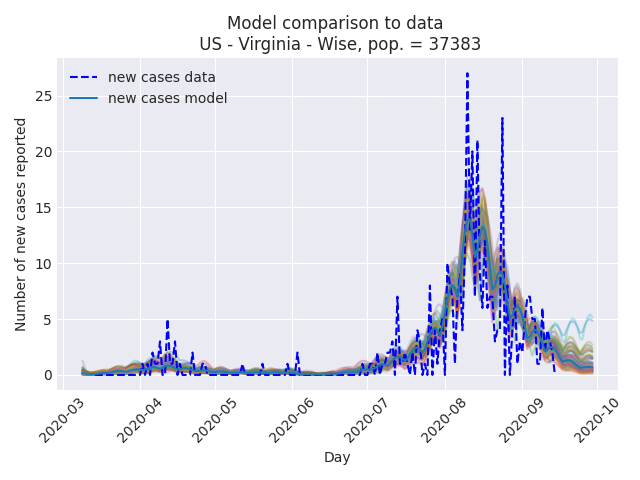 Model comparison to data
US - Virginia - Wise, pop. = 37383
new cases data
new cases model
Number of new cases reported
25
20
15
10
5
0
2020-03
2020-04
2020-05
2020-06
2020-07
2020-08
2020-09
2020-10
Day